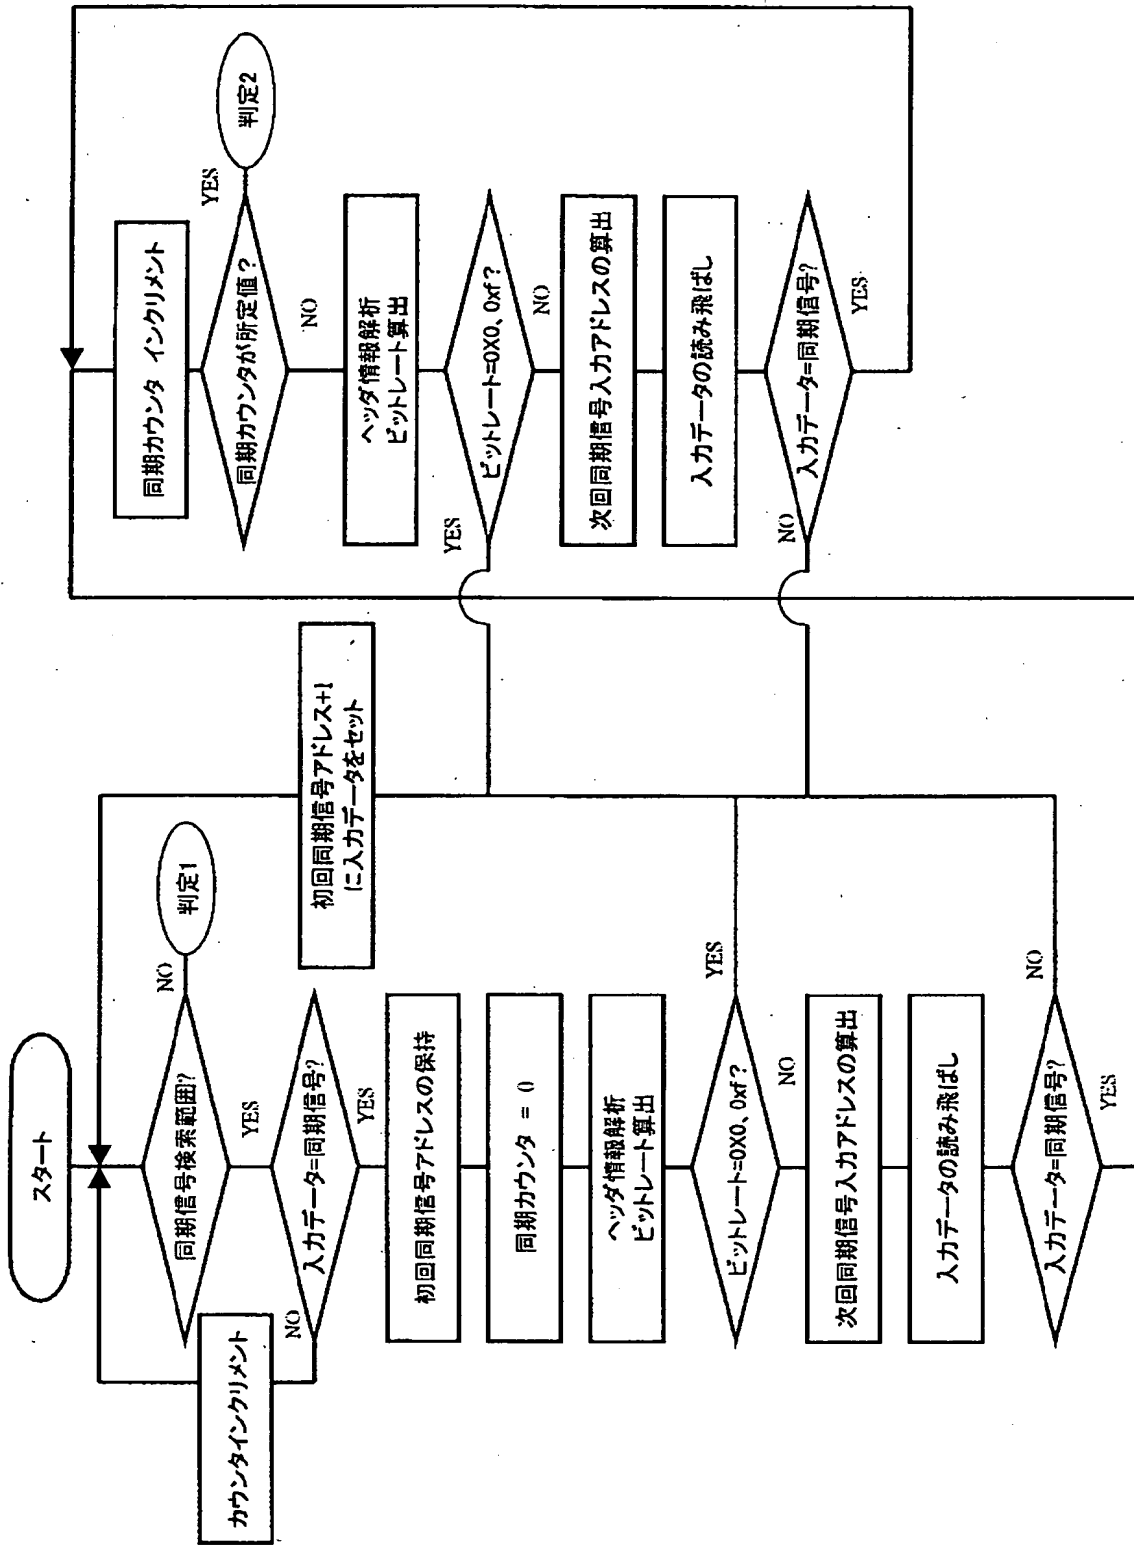 スタート
同期信号検索範囲?
NO
判定1
YES
入力データ=同期信号?
NO
カウンタインクリメント
YES
初回同期信号アドレスの保持
同期カウンタ = 0
ヘッダ情報解析
ビットレート算出
ビットレート=0X0、0xf?
YES
NO
次回同期信号入力アドレスの算出
入力データの読み飛ばし
入力データ=同期信号?
NO
YES
初回同期信号アドレス+1
に入力データをセット
同期カウンタ インクリメント
同期カウンタが所定値?
YES
判定2
NO
ヘッダ情報解析
ビットレート算出
ビットレート=0X0、0xf?
YES
NO
次回同期信号入力アドレスの算出
入力データの読み飛ばし
入力データ=同期信号?
NO
YES